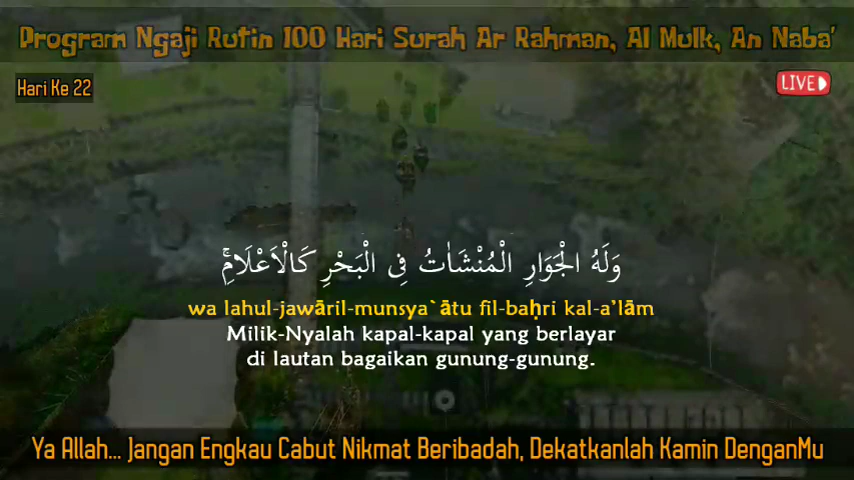 Program Ngaji Rutin 100 Hari Surah Ar Rahman, Al Mulk, An Naba'
Hari Ke 22
LIVE
وَلَهُ الْجَوَارِ الْمُنْشَاٰتُ فِى الْبَحْرِ كَالْاَعْلَامِۚ
wa lahul-jawāril-munsya`ātu fil-baḥri kal-a’lām
Milik-Nyalah kapal-kapal yang berlayar
di lautan bagaikan gunung-gunung.
Ya Allah... Jangan Engkau Cabut Nikmat Beribadah, Dekatkanlah Kamin DenganMu